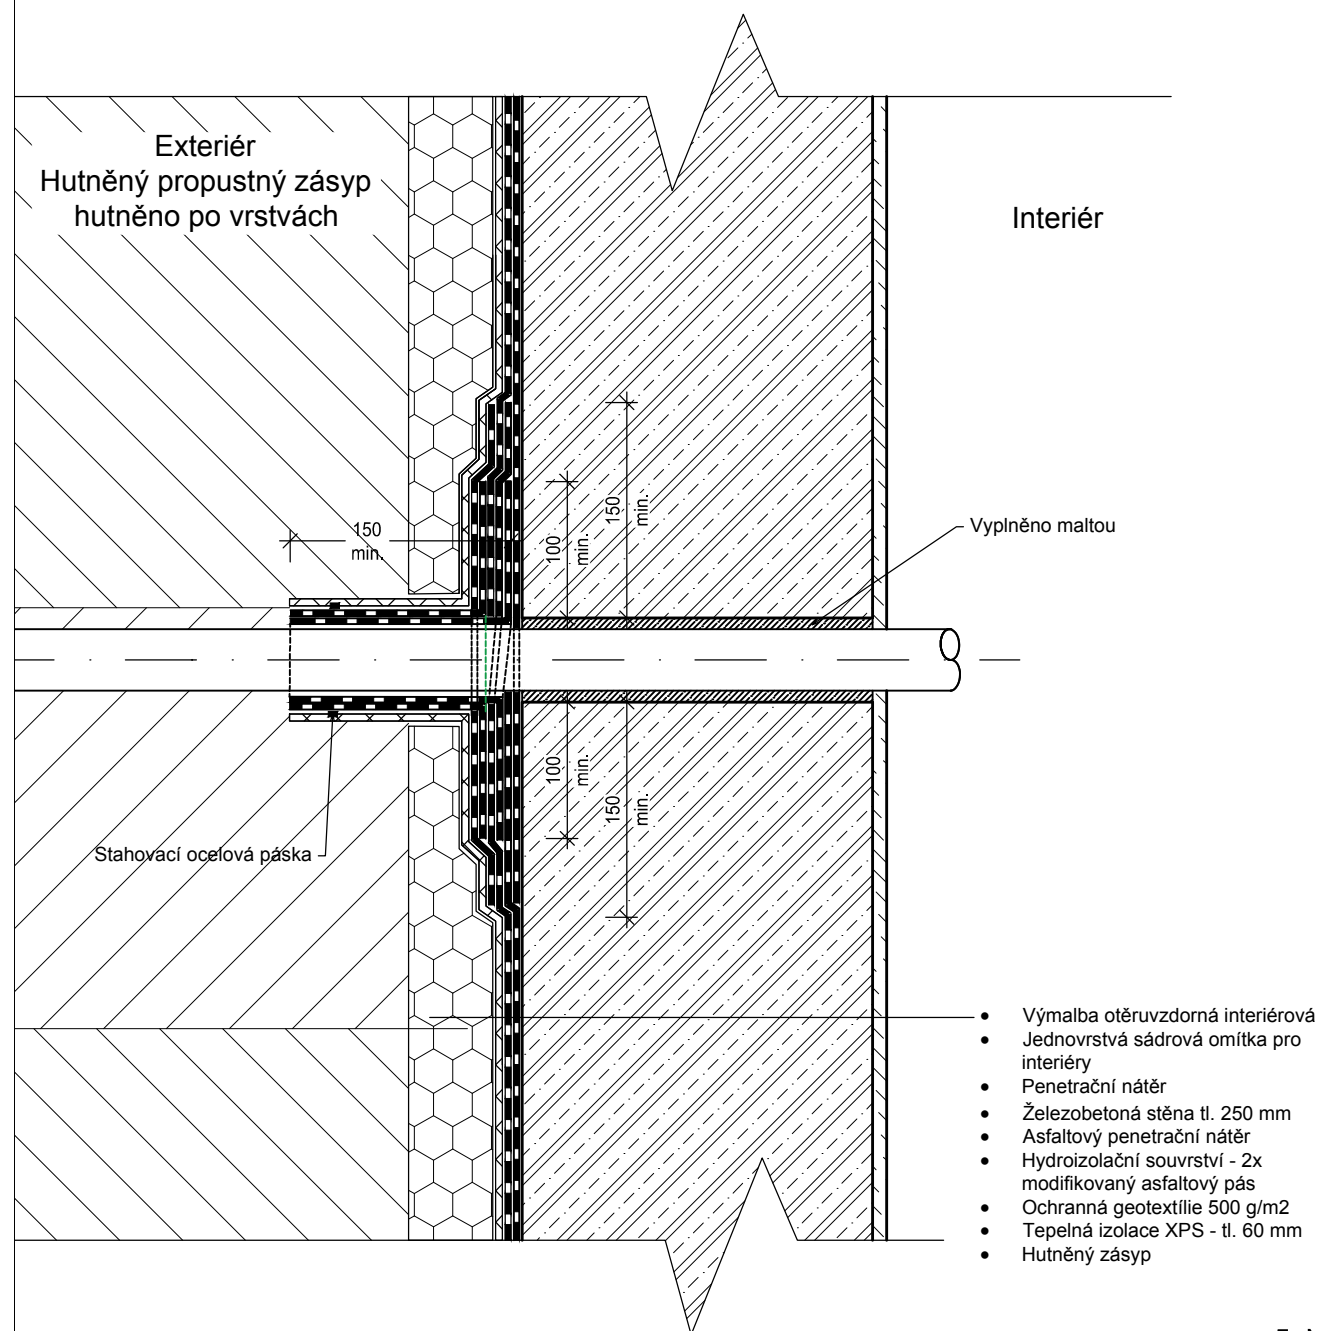 Exteriér
Hutněný propustný zásyp
hutněno po vrstvách
Interiér
150
min.
100
min.
150
min.
Vyplněno maltou
100
min.
150
min.
Stahovací ocelová páska
• Výmalba otěruvzdorná interiérová
• Jednovrstvá sádrová omítka pro
interiéry
• Penetrační nátěr
• Železobetoná stěna tl. 250 mm
• Asfaltový penetrační nátěr
• Hydroizolační souvrství - 2x
modifikovaný asfaltový pás
• Ochranná geotextílie 500 g/m2
• Tepelná izolace XPS - tl. 60 mm
• Hutněný zásyp